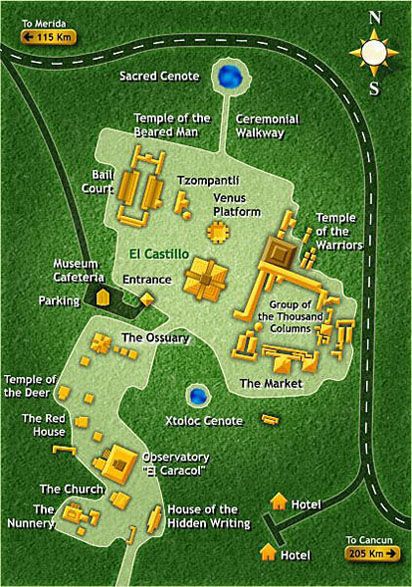 To Merida
115 Km
N
S
Sacred Cenote
Temple of the
Bearded Man
Ceremonial
Walkway
Ball
Court
Tzompantli
Venus
Platform
Temple
of the
Warriors
El Castillo
Museum
Cafeteria
Entrance
Parking
Group of
the Thousand
Columns
The Ossuary
The Market
Temple of
the Deer
Xtoloc Cenote
The Red
House
Observatory
"El Caracol"
The Church
The
Nunnery
House of the
Hidden Writing
Hotel
Hotel
To Cancun
205 Km